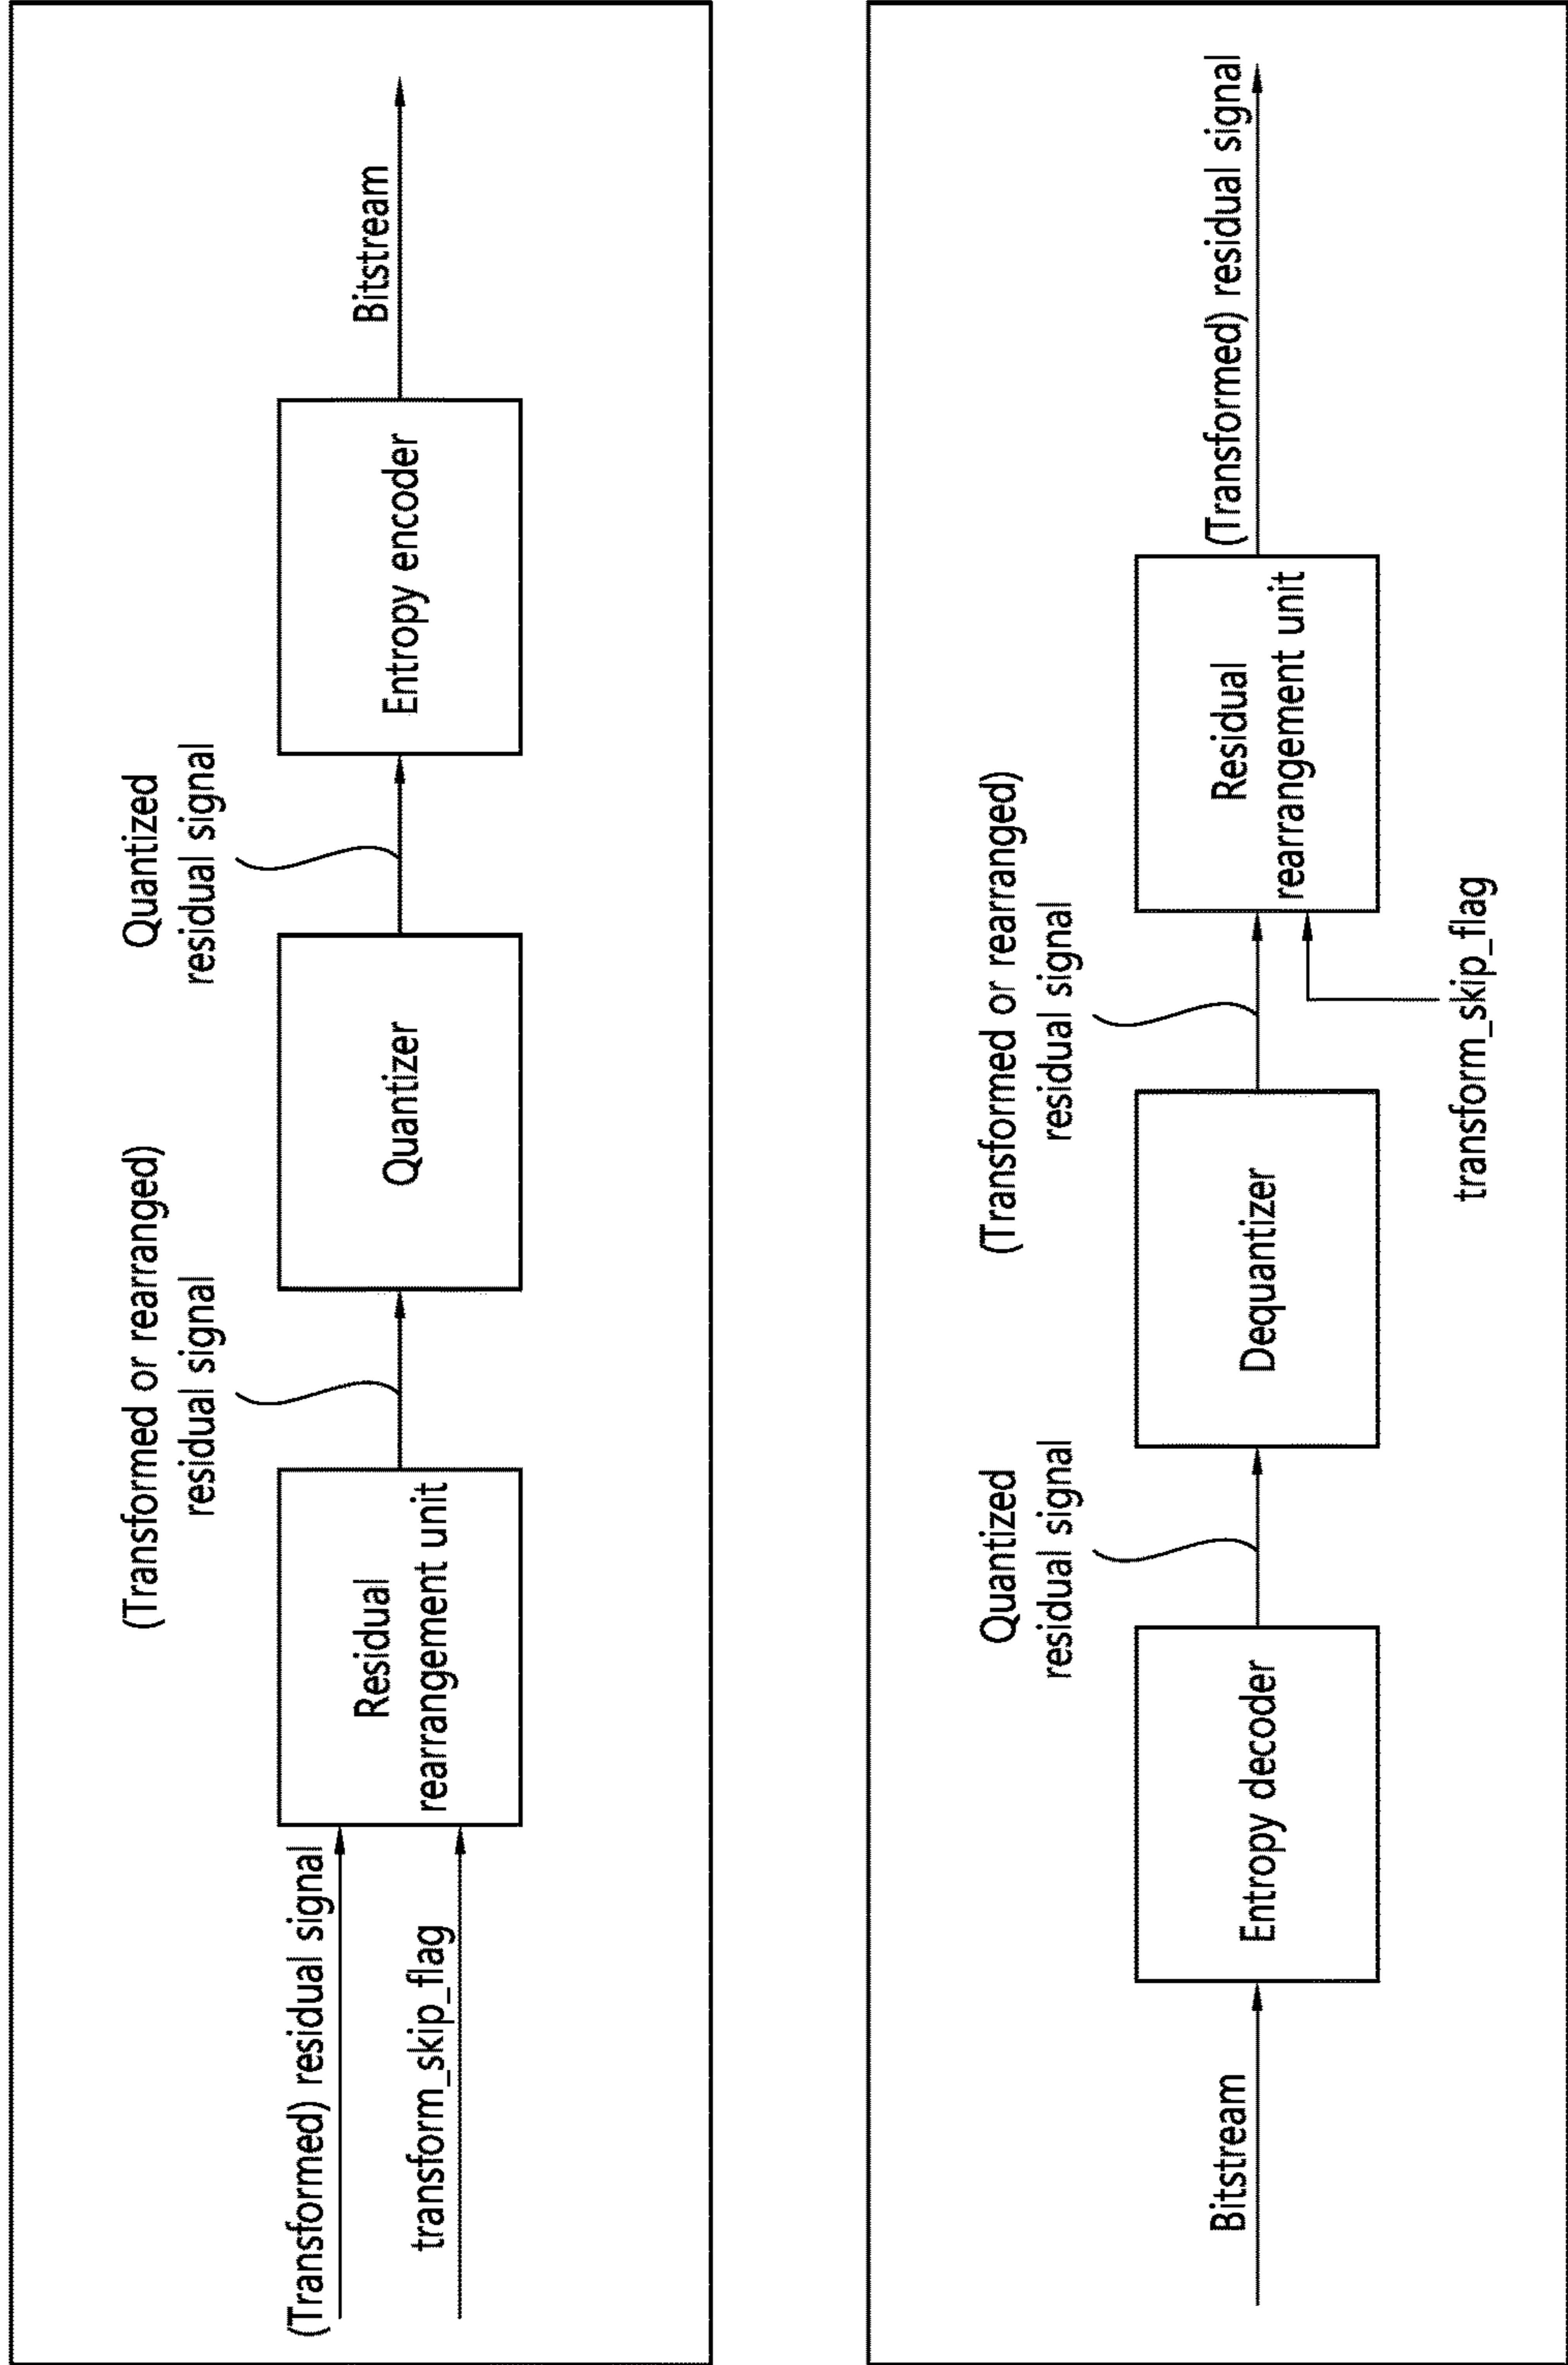 (Transformed) residual signal
transform_skip_flag
Residual
rearrangement unit
(Transformed or rearranged)
residual signal
Quantizer
Quantized
residual signal
Entropy encoder
Bitstream
Bitstream
Entropy decoder
Quantized
residual signal
Dequantizer
(Transformed or rearranged)
residual signal
transform_skip_flag
Residual
rearrangement unit
(Transformed) residual signal